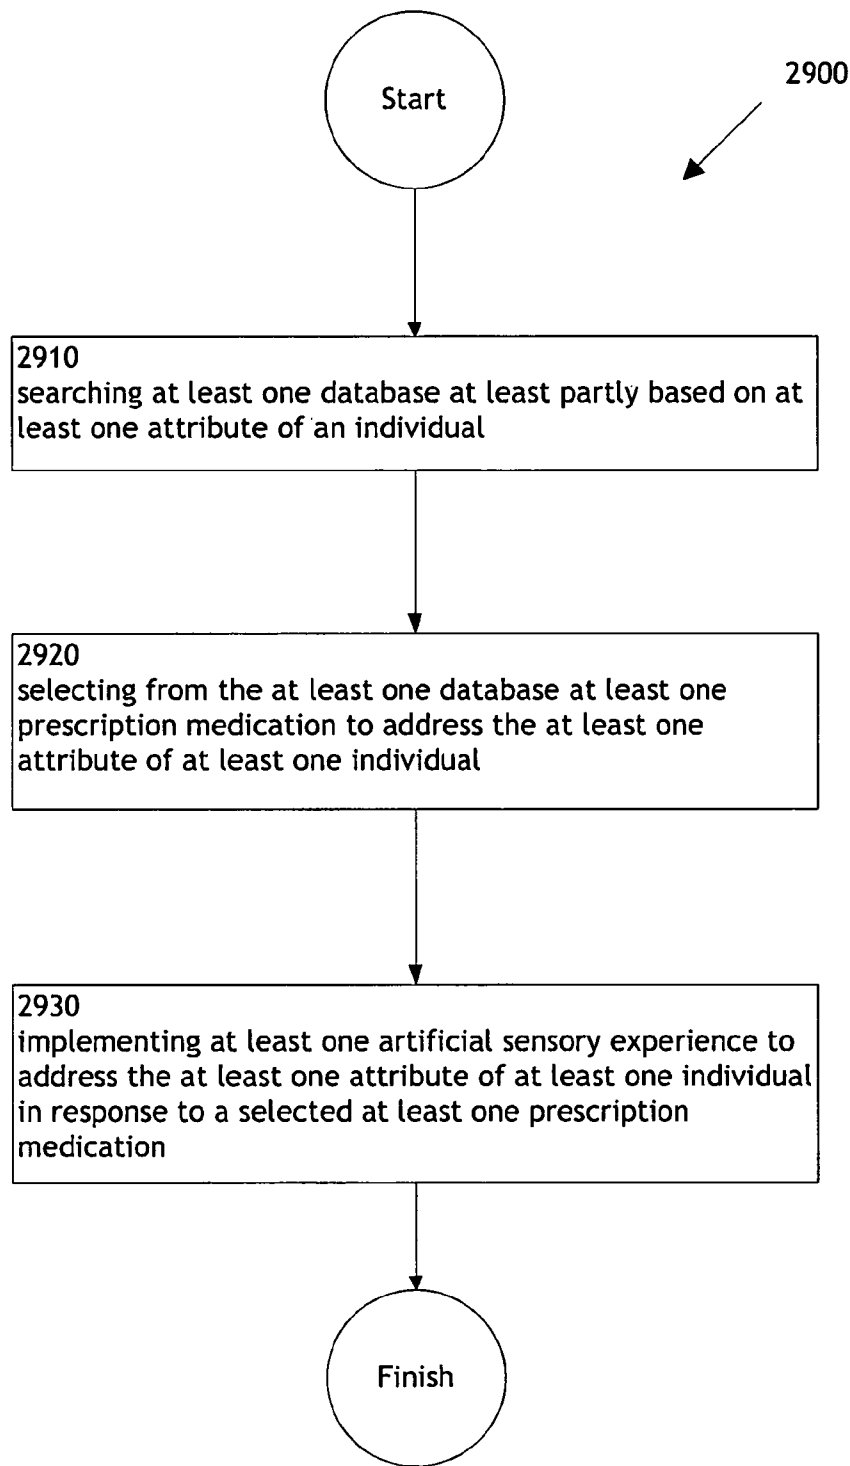 Start
2900
2910
searching at least one database at least partly based on at
least one attribute of an individual
2920
selecting from the at least one database at least one
prescription medication to address the at least one
attribute of at least one individual
2930
implementing at least one artificial sensory experience to
address the at least one attribute of at least one individual
in response to a selected at least one prescription
medication
Finish